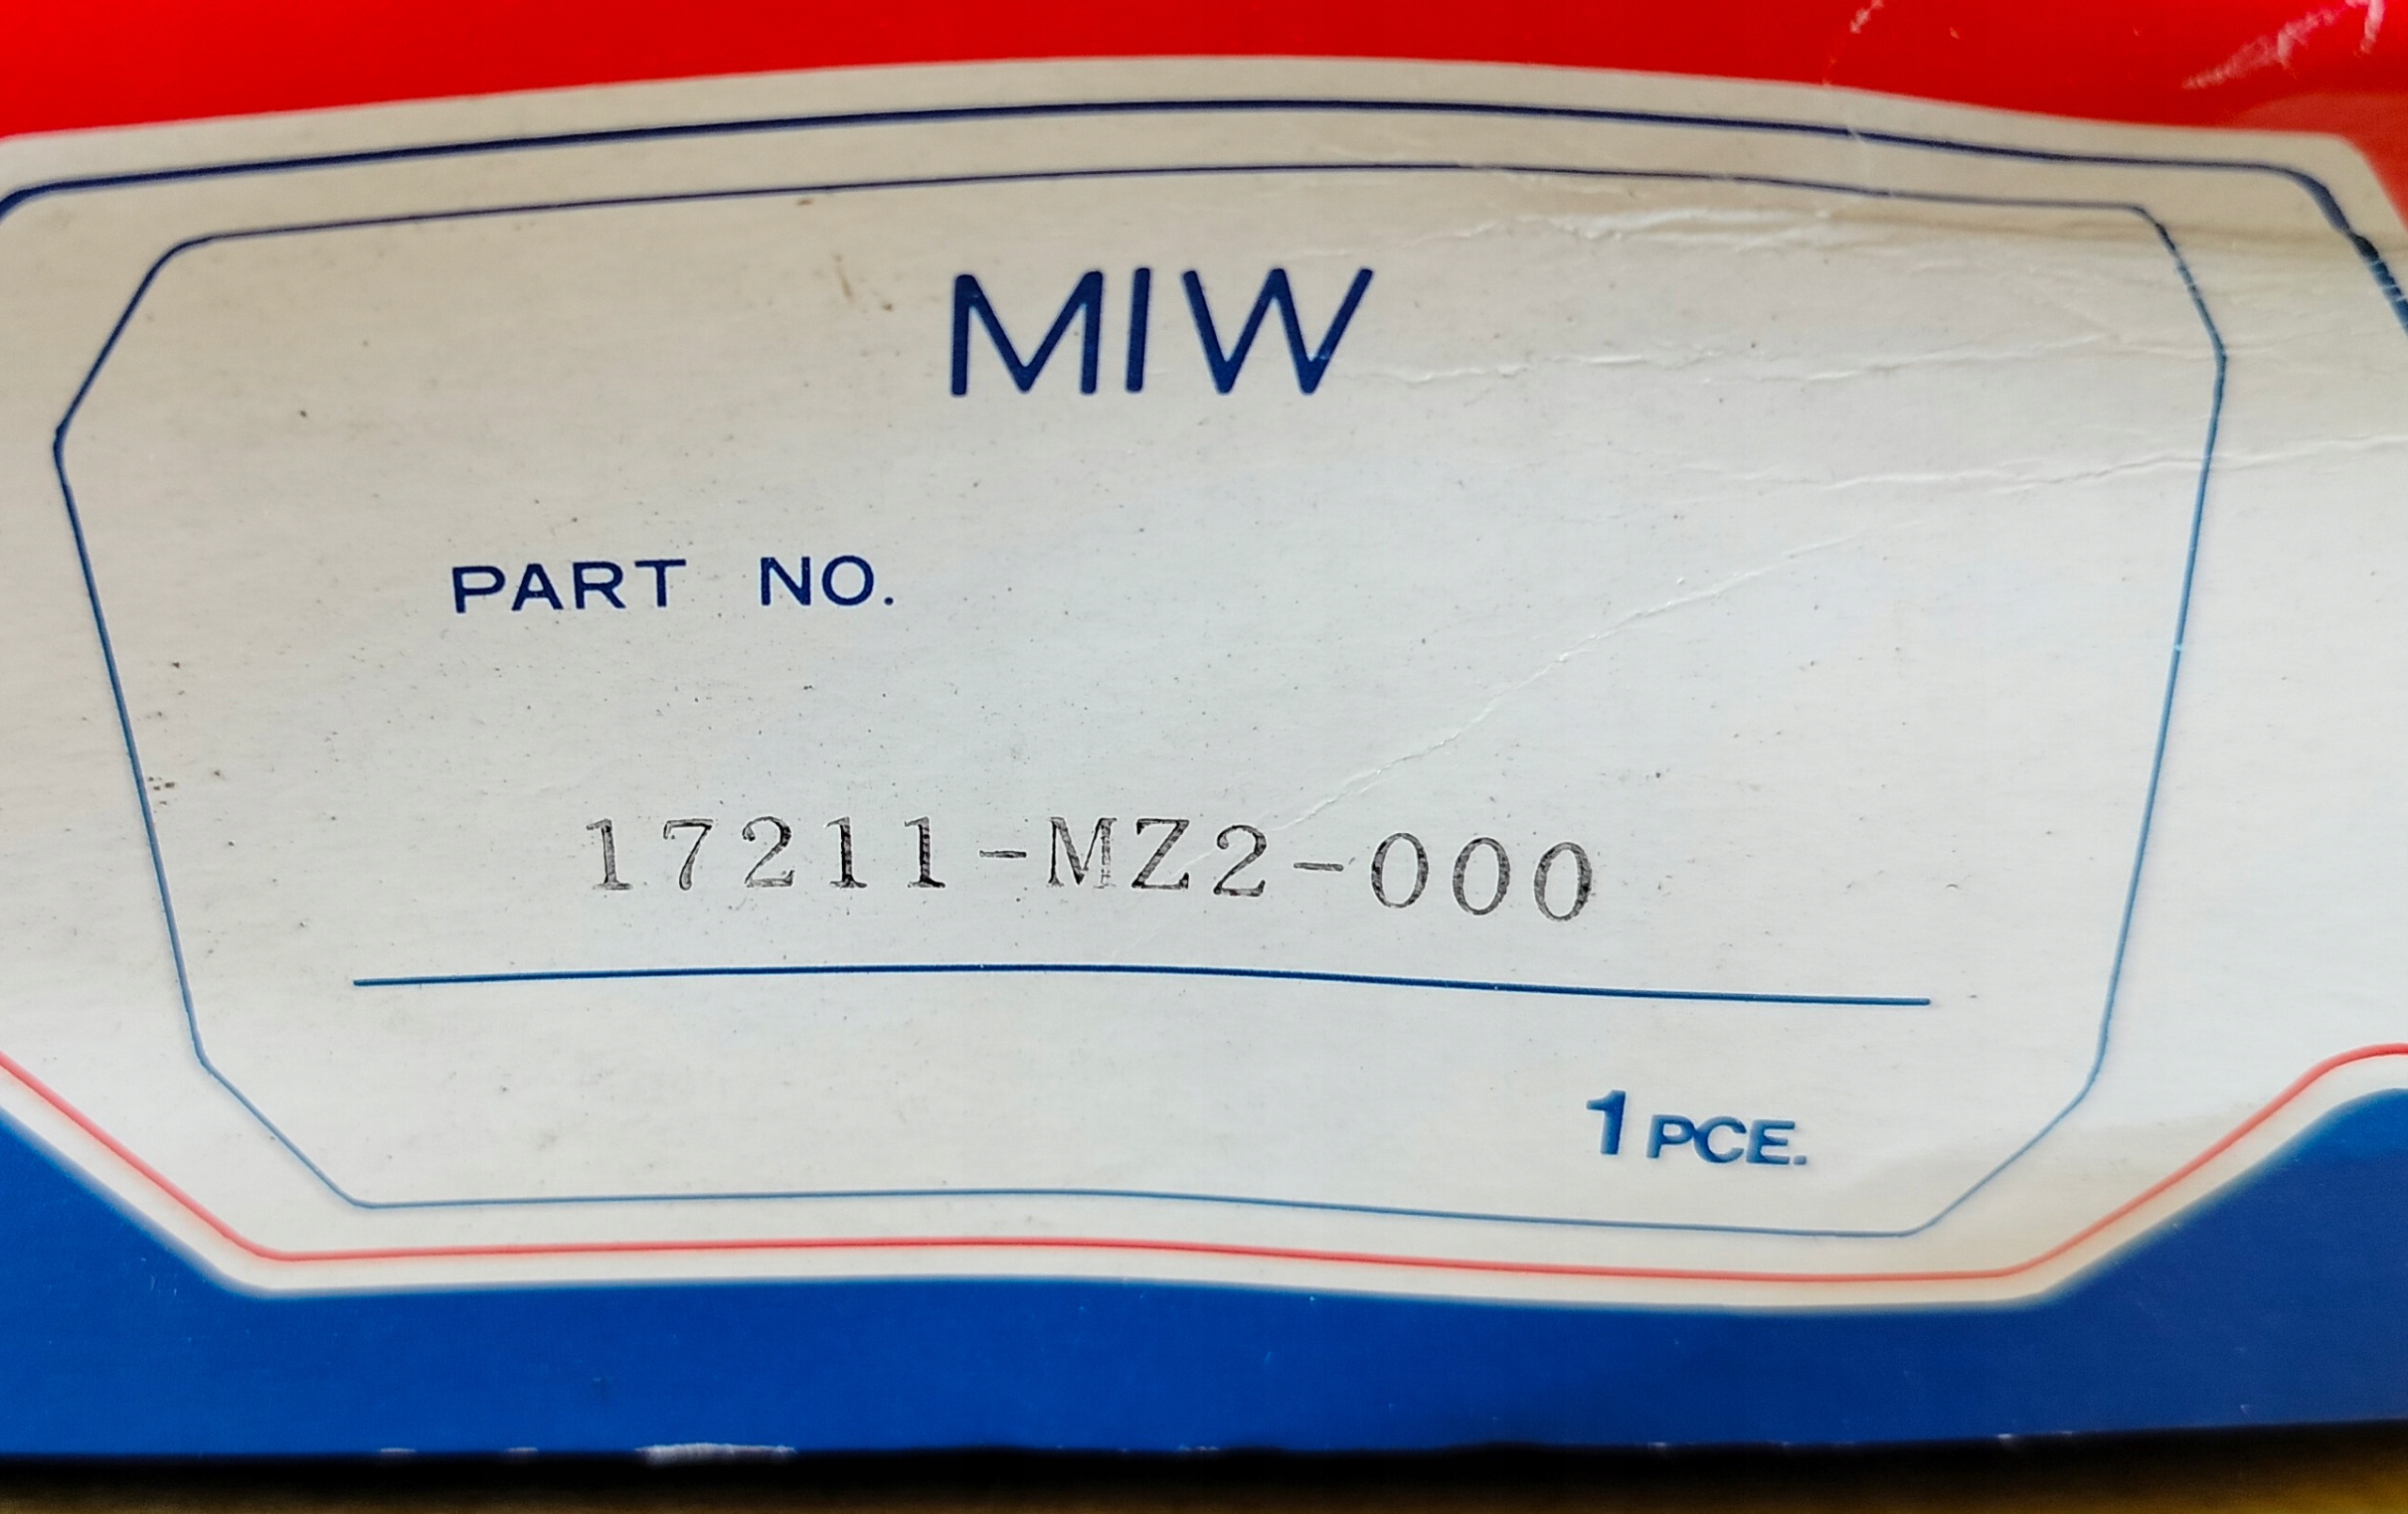 MIW
PART NO.
17211-MZ2-000
1 PCE.